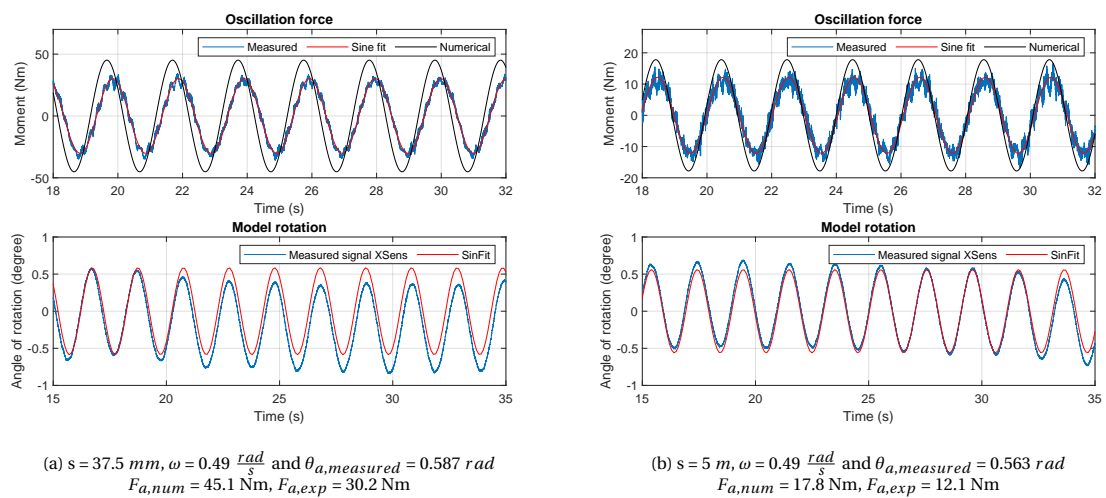 Oscillation force
Measured Sine fit Numerical
Moment (Nm)
50
0
-50
18 20 22 24 26 28 30 32
Time (s)
Model rotation
Measured signal XSens SinFit
Angle of rotation (degree)
1
0.5
0
-0.5
-1
15 20 25 30 35
Time (s)
(a) s = 37.5 mm, ω = 0.49 rad/s and θa,measured = 0.587 rad
Fa,num = 45.1 Nm, Fa,exp = 30.2 Nm
Oscillation force
Measured Sine fit Numerical
Moment (Nm)
20
10
0
-10
-20
18 20 22 24 26 28 30 32
Time (s)
Model rotation
Measured signal XSens SinFit
Angle of rotation (degree)
1
0.5
0
-0.5
-1
15 20 25 30 35
Time (s)
(b) s = 5 m, ω = 0.49 rad/s and θa,measured = 0.563 rad
Fa,num = 17.8 Nm, Fa,exp = 12.1 Nm